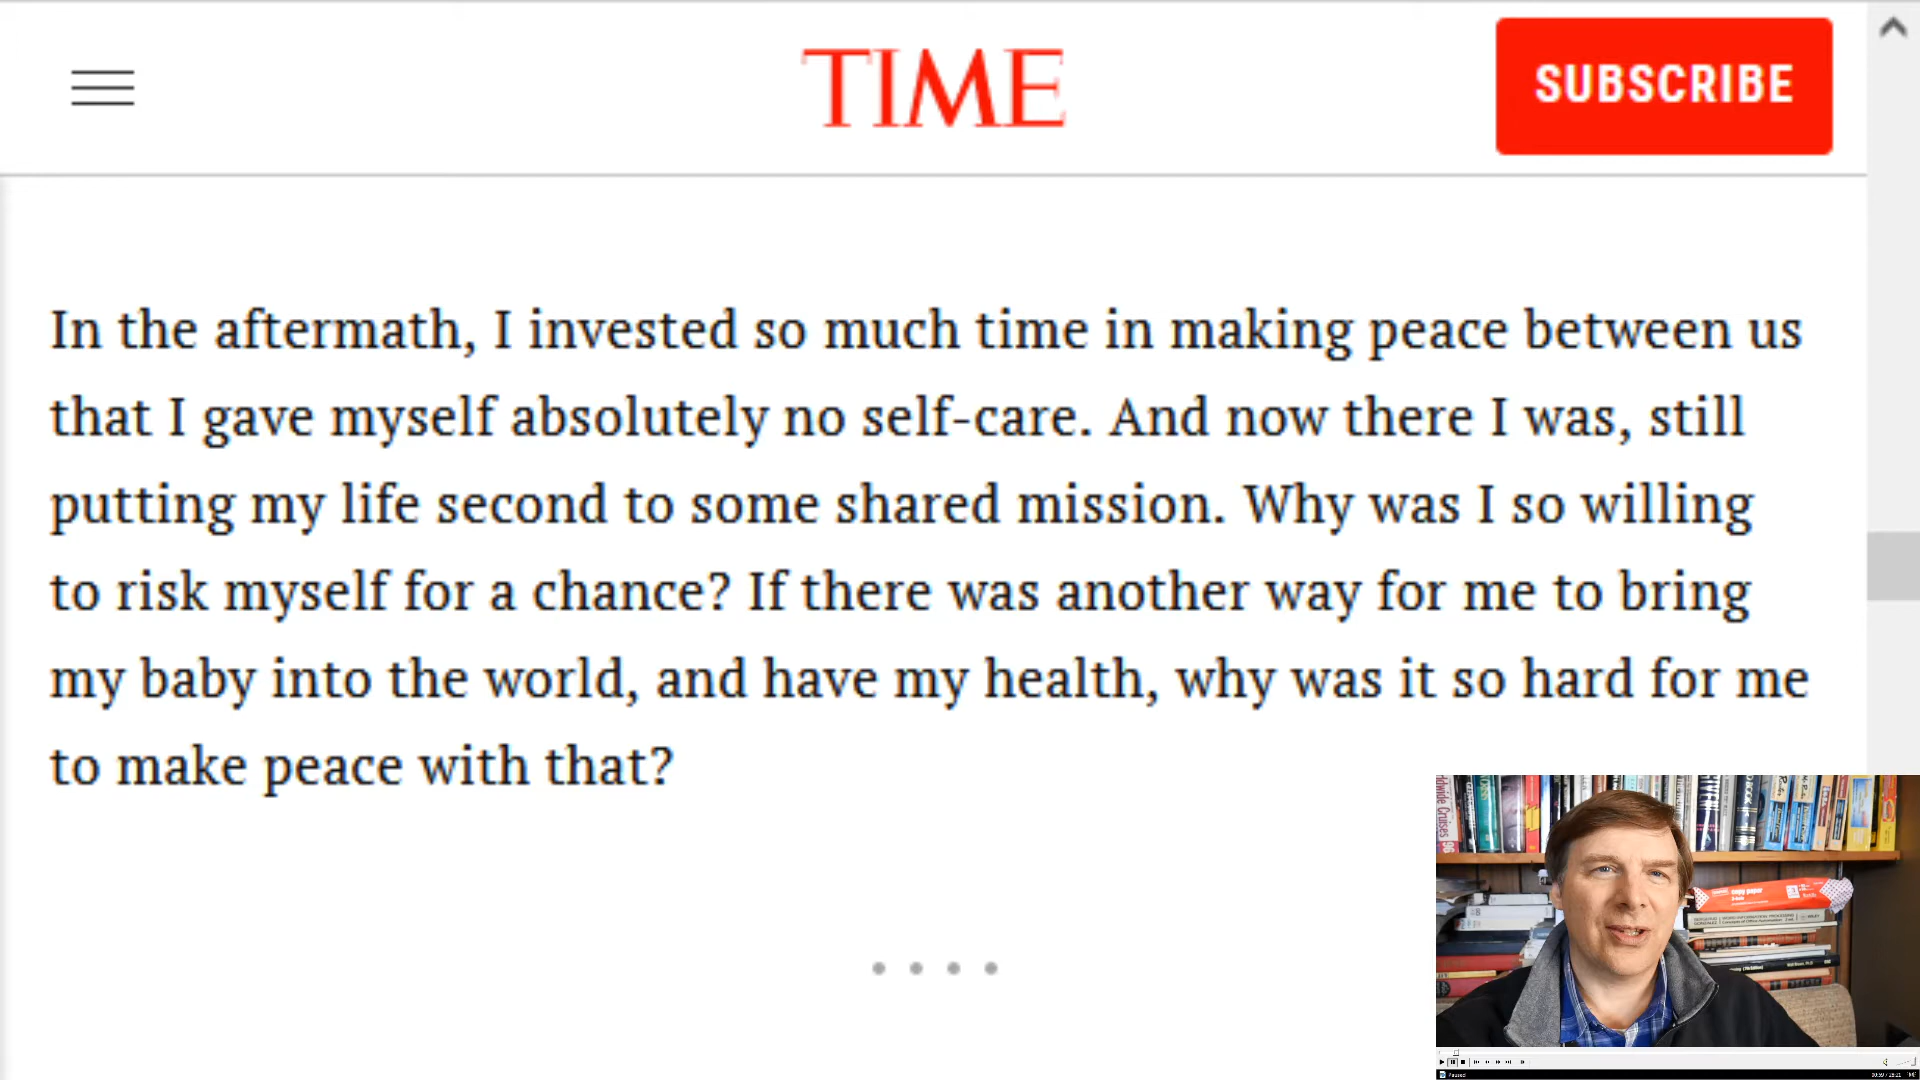 TIME
SUBSCRIBE
In the aftermath, I invested so much time in making peace between us
that I gave myself absolutely no self-care. And now there I was, still
putting my life second to some shared mission. Why was I so willing
to risk myself for a chance? If there was another way for me to bring
my baby into the world, and have my health, why was it so hard for me
to make peace with that?
copy paper
Paused